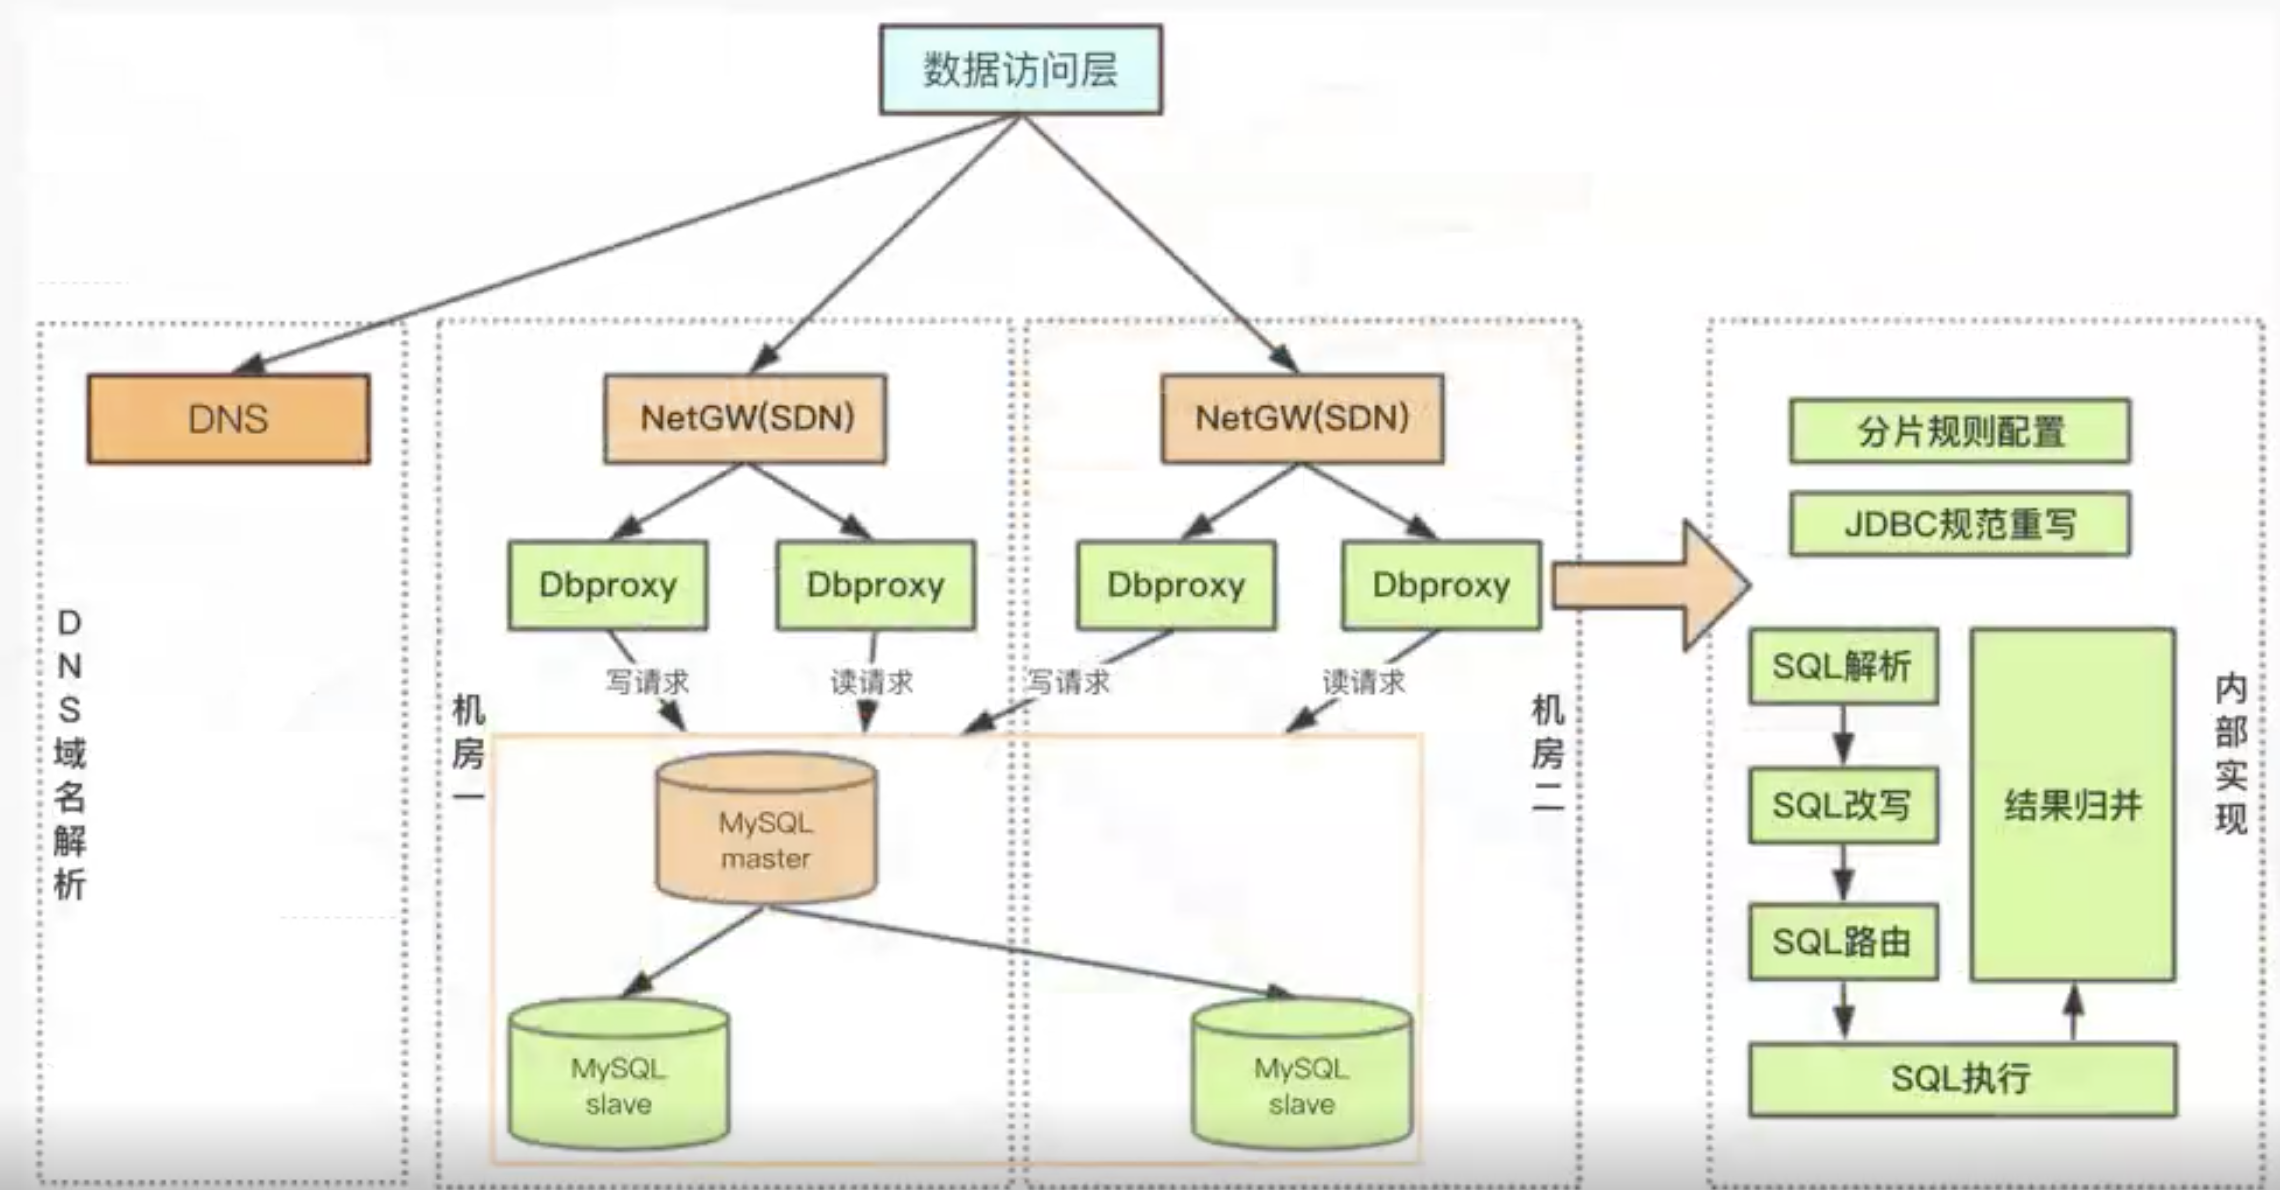 数据访问层
DNS
DNS域名解析
NetGW(SDN)
Dbproxy
Dbproxy
写请求
读请求
机房一
NetGW(SDN)
Dbproxy
Dbproxy
写请求
读请求
机房二
MySQL
master
MySQL
slave
MySQL
slave
分片规则配置
JDBC规范重写
SQL解析
SQL改写
SQL路由
结果归并
SQL执行
内部实现